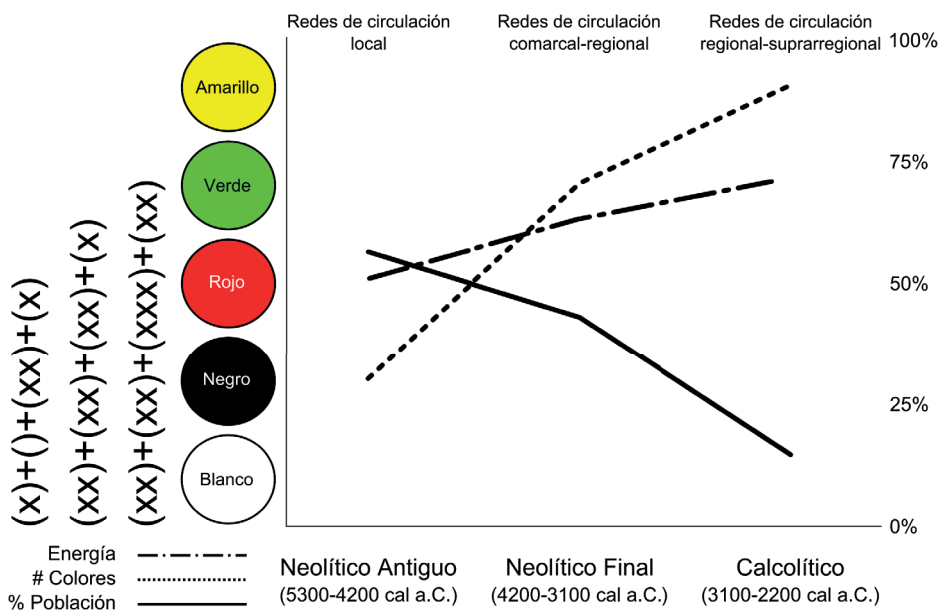 Redes de circulación
local
Redes de circulación
comarcal-regional
Redes de circulación
regional-suprarregional
100%
75%
50%
25%
0%
Amarillo
Verde
Rojo
Negro
Blanco
(x)+()+(xx)+(x)
(xx)+(xx)+(xx)+(x)
(xx)+(xx)+(xxx)+(xx)
Energía
# Colores
% Población
Neolítico Antiguo
(5300-4200 cal a.C.)
Neolítico Final
(4200-3100 cal a.C.)
Calcolítico
(3100-2200 cal a.C.)